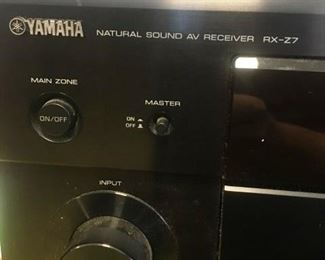 YAMAHA NATURAL SOUND AV RECEIVER RX-Z7
MAIN ZONE
MASTER
ON/OFF
ON
OFF
INPUT